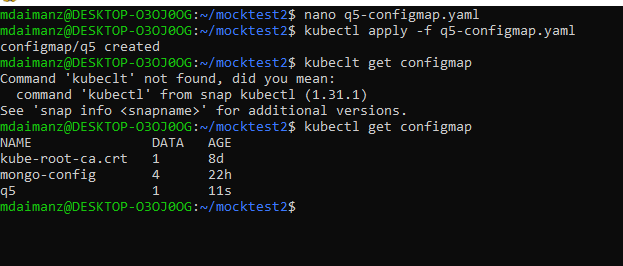 mdaimanz@DESKTOP-O3OJ0OG:~/mocktest2$ nano q5-configmap.yaml
mdaimanz@DESKTOP-O3OJ0OG:~/mocktest2$ kubectl apply -f q5-configmap.yaml
configmap/q5 created
mdaimanz@DESKTOP-O3OJ0OG:~/mocktest2$ kubeclt get configmap
Command 'kubeclt' not found, did you mean:
  command 'kubectl' from snap kubectl (1.31.1)
See 'snap info <snapname>' for additional versions.
mdaimanz@DESKTOP-O3OJ0OG:~/mocktest2$ kubectl get configmap
NAME               DATA   AGE
kube-root-ca.crt   1      8d
mongo-config       4      22h
q5                 1      11s
mdaimanz@DESKTOP-O3OJ0OG:~/mocktest2$